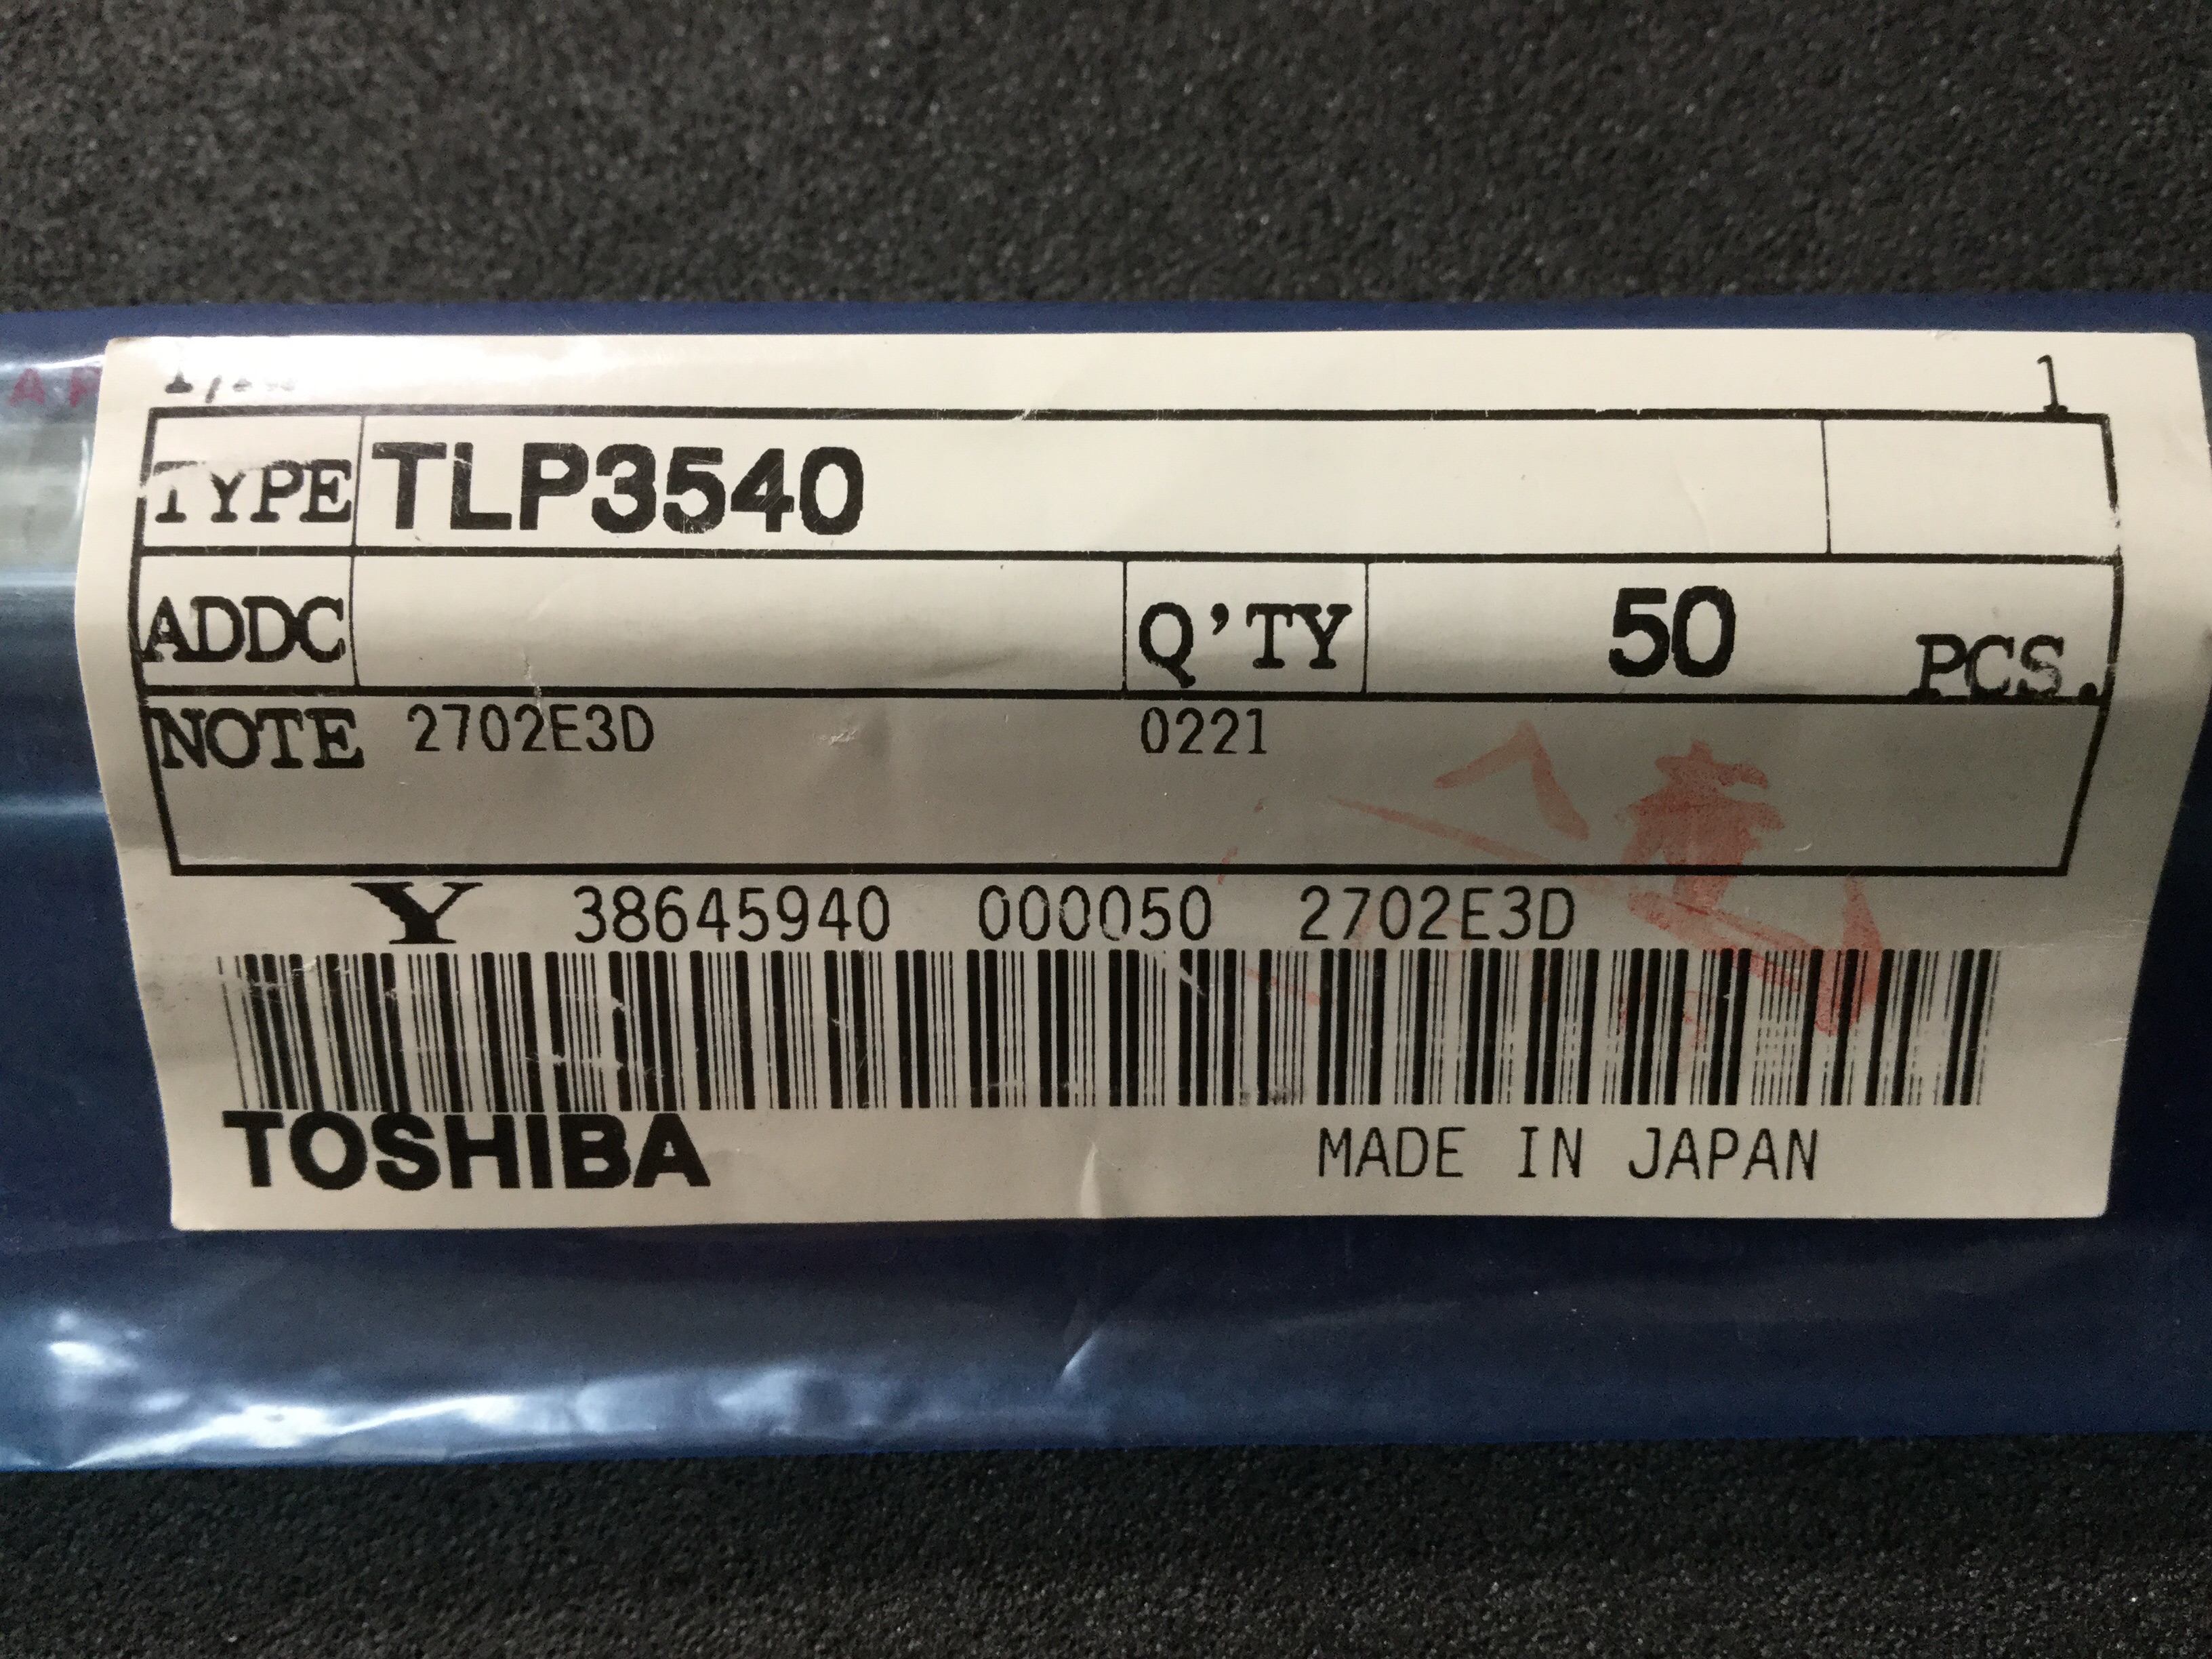 1
TYPE TLP3540
ADDC Q'TY 50 PCS.
NOTE 2702E3D 0221
Y 38645940 000050 2702E3D
TOSHIBA MADE IN JAPAN